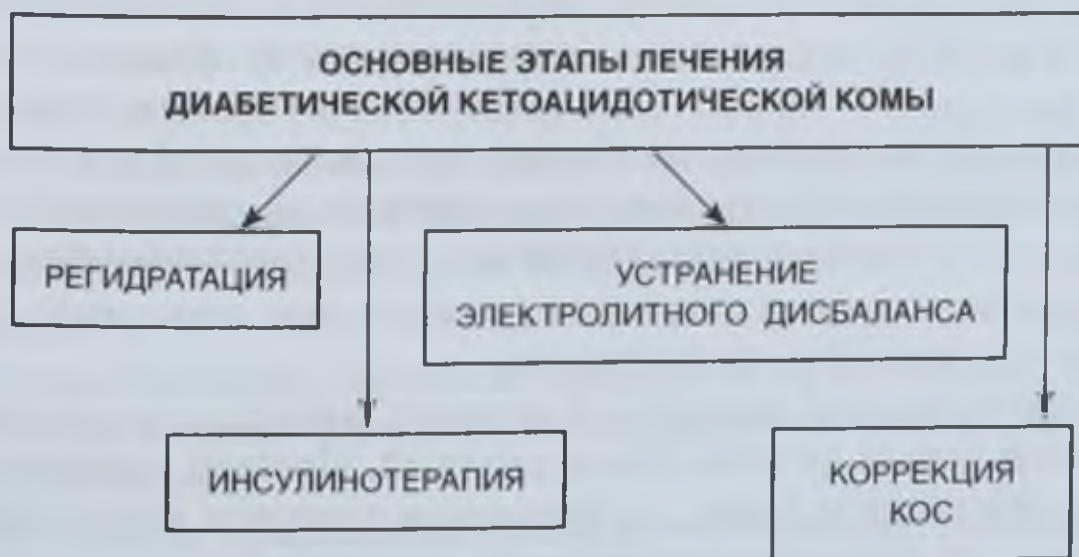 ОСНОВНЫЕ ЭТАПЫ ЛЕЧЕНИЯ
ДИАБЕТИЧЕСКОЙ КЕТОАЦИДОТИЧЕСКОЙ КОМЫ
РЕГИДРАТАЦИЯ
УСТРАНЕНИЕ
ЭЛЕКТРОЛИТНОГО ДИСБАЛАНСА
ИНСУЛИНОТЕРАПИЯ
КОРРЕКЦИЯ
КОС